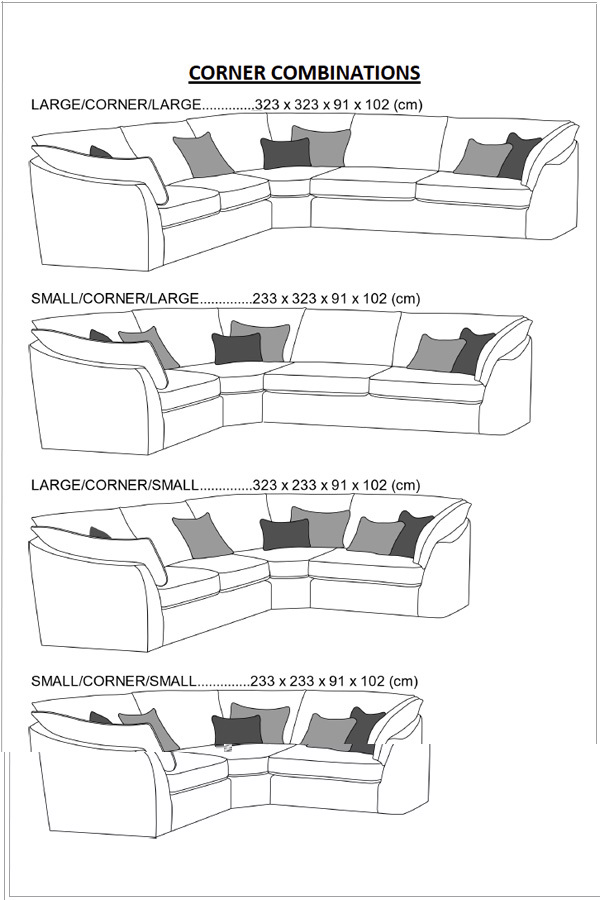 CORNER COMBINATIONS
LARGE/CORNER/LARGE.............323 x 323 x 91 x 102 (cm)
SMALL/CORNER/LARGE.............233 x 323 x 91 x 102 (cm)
LARGE/CORNER/SMALL.............323 x 233 x 91 x 102 (cm)
SMALL/CORNER/SMALL.............233 x 233 x 91 x 102 (cm)